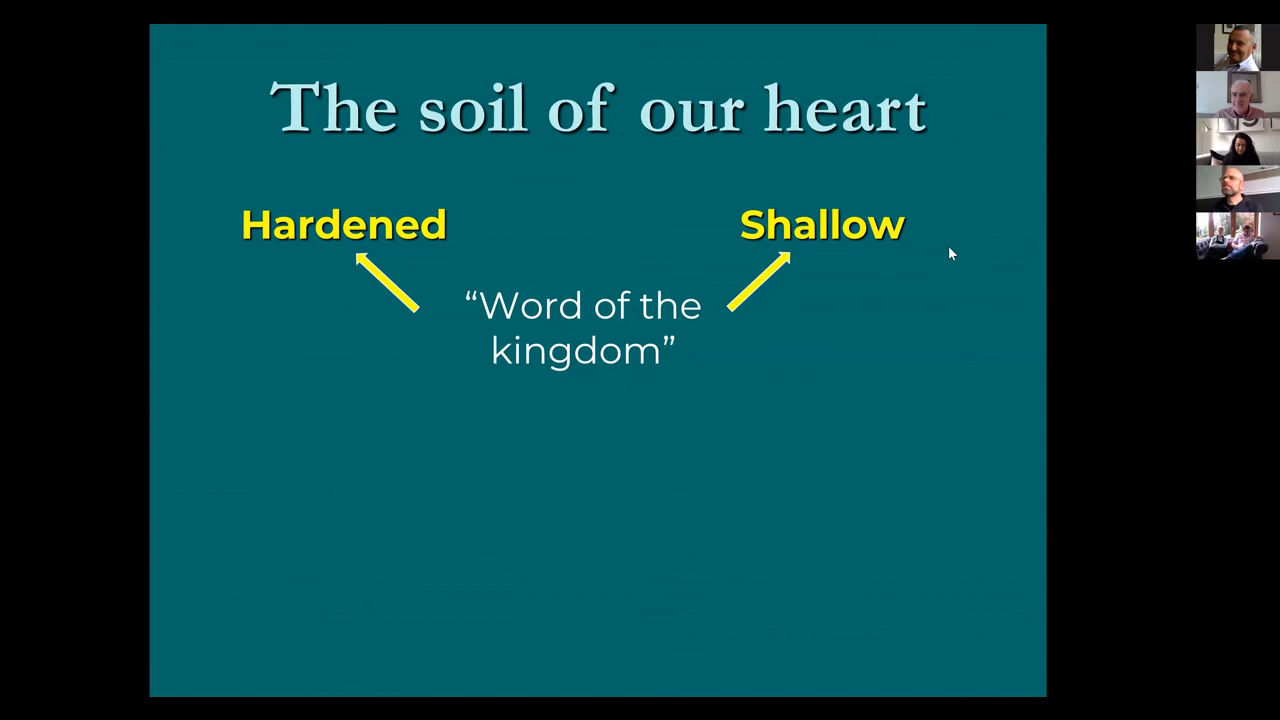 The soil of our heart
Hardened
Shallow
“Word of the
kingdom”